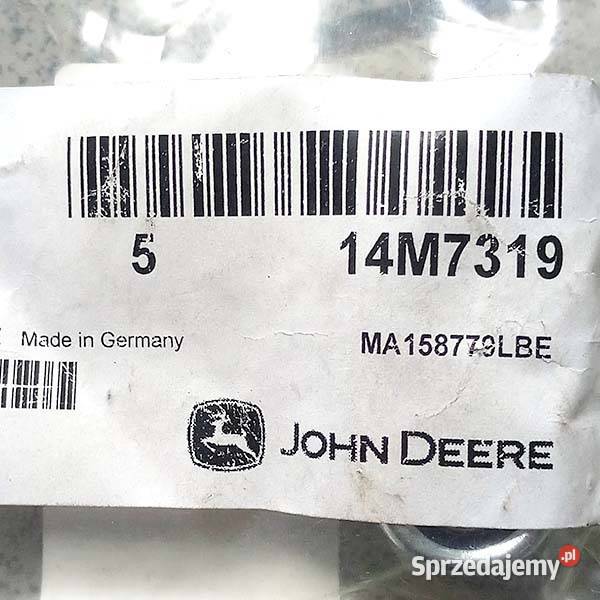 5 14M7319
Made in Germany MA158779LBE
JOHN DEERE
Sprzedajemy.pl